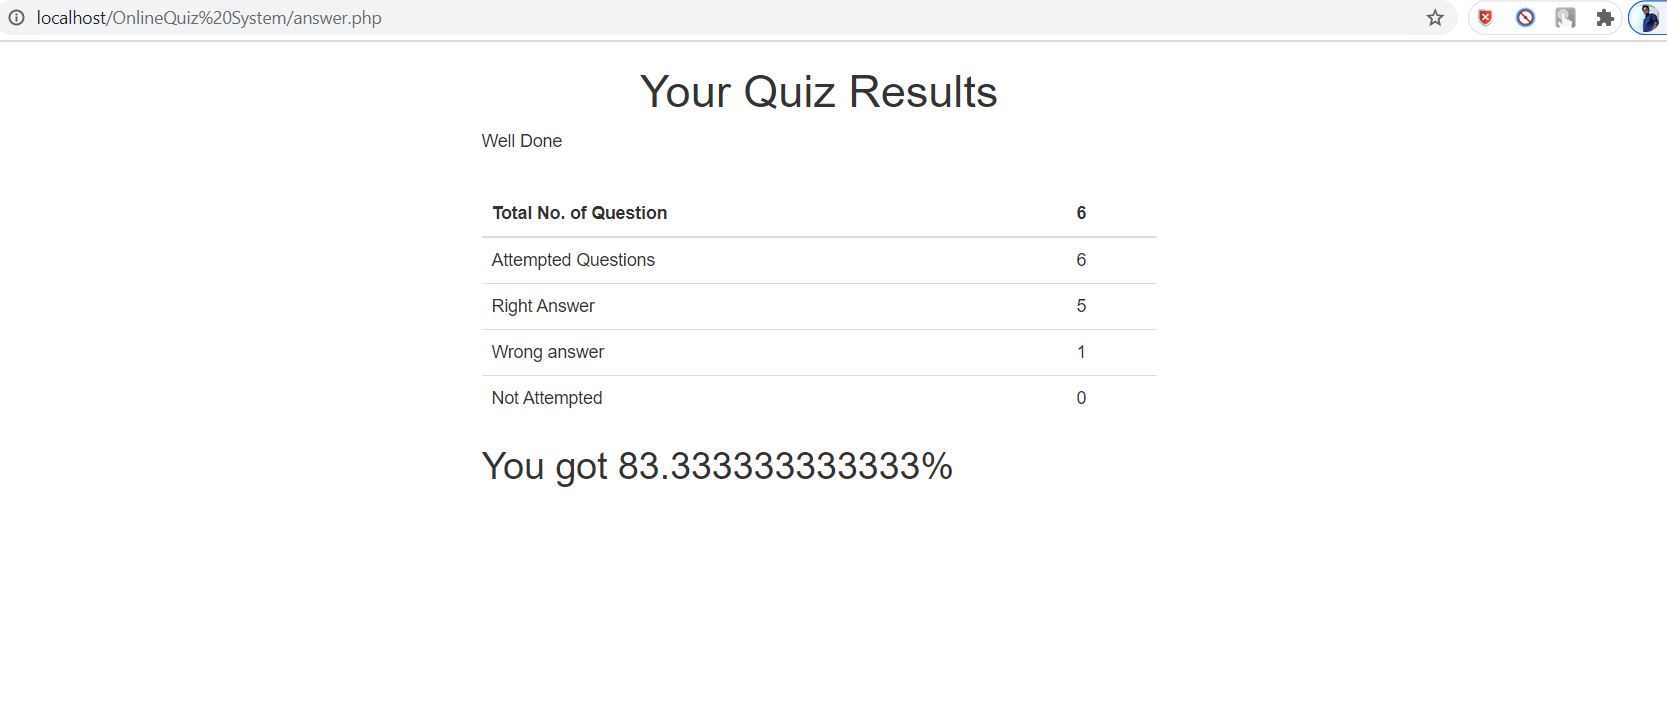 localhost/OnlineQuiz%20System/answer.php
Your Quiz Results
Well Done
Total No. of Question 6
Attempted Questions 6
Right Answer 5
Wrong answer 1
Not Attempted 0
You got 83.333333333333%